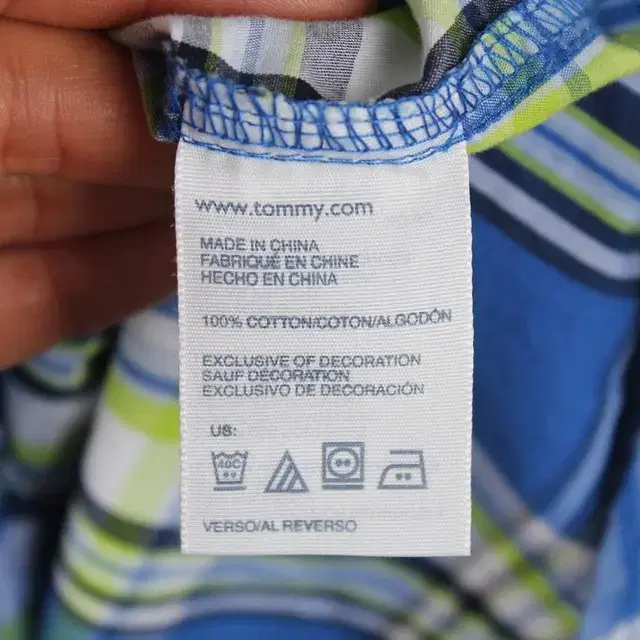 www.tommy.com
MADE IN CHINA
FABRIQUÉ EN CHINE
HECHO EN CHINA
100% COTTON/COTON/ALGODÓN
EXCLUSIVE OF DECORATION
SAUF DÉCORATION
EXCLUSIVO DE DECORACIÓN
US:
40C
VERSO/AL REVERSO